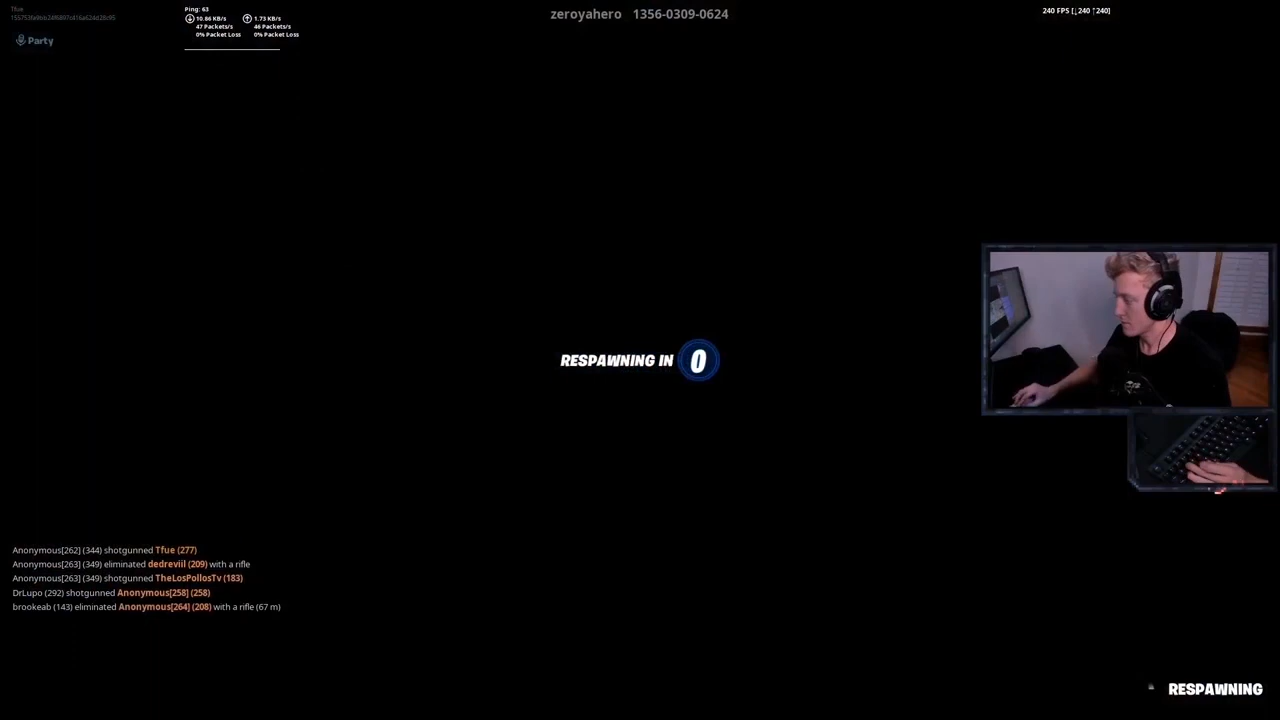 Tfue
Ping: 63
10.86 KB/s 1.73 KB/s
47 Packets/s 46 Packets/s
0% Packet Loss 0% Packet Loss
zeroyahero 1356-0309-0624
240 FPS [↓240 ↑240]
Party
RESPAWNING IN 0
Anonymous[262] (344) shotgunned Tfue (277)
Anonymous[263] (349) eliminated dedreviil (209) with a rifle
Anonymous[263] (349) shotgunned TheLosPollosTv (183)
DrLupo (292) shotgunned Anonymous[258] (258)
brookeab (143) eliminated Anonymous[264] (208) with a rifle (67 m)
RESPAWNING